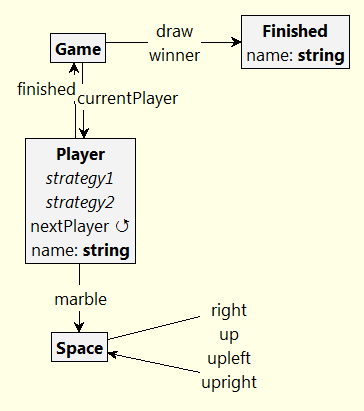 Game
draw
winner
Finished
name: string
finished
currentPlayer
Player
strategy1
strategy2
nextPlayer ↺
name: string
marble
Space
right
up
upleft
upright